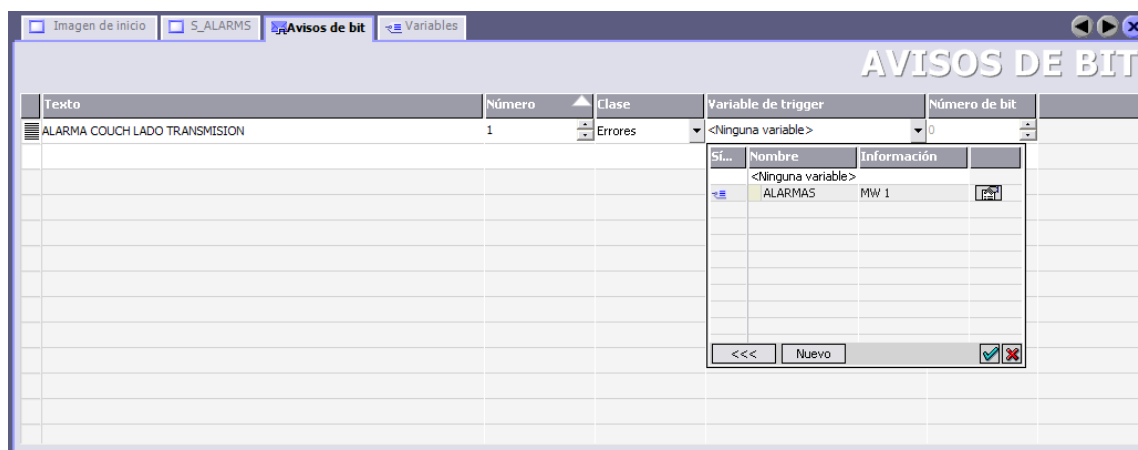 Imagen de inicio S_ALARMS Avisos de bit Variables
AVISOS DE BIT
Texto Número Clase Variable de trigger Número de bit
ALARMA COUCH LADO TRANSMISION 1 Errores <Ninguna variable> 0
Sí... Nombre Información
<Ninguna variable>
ALARMAS MW 1
<<< Nuevo